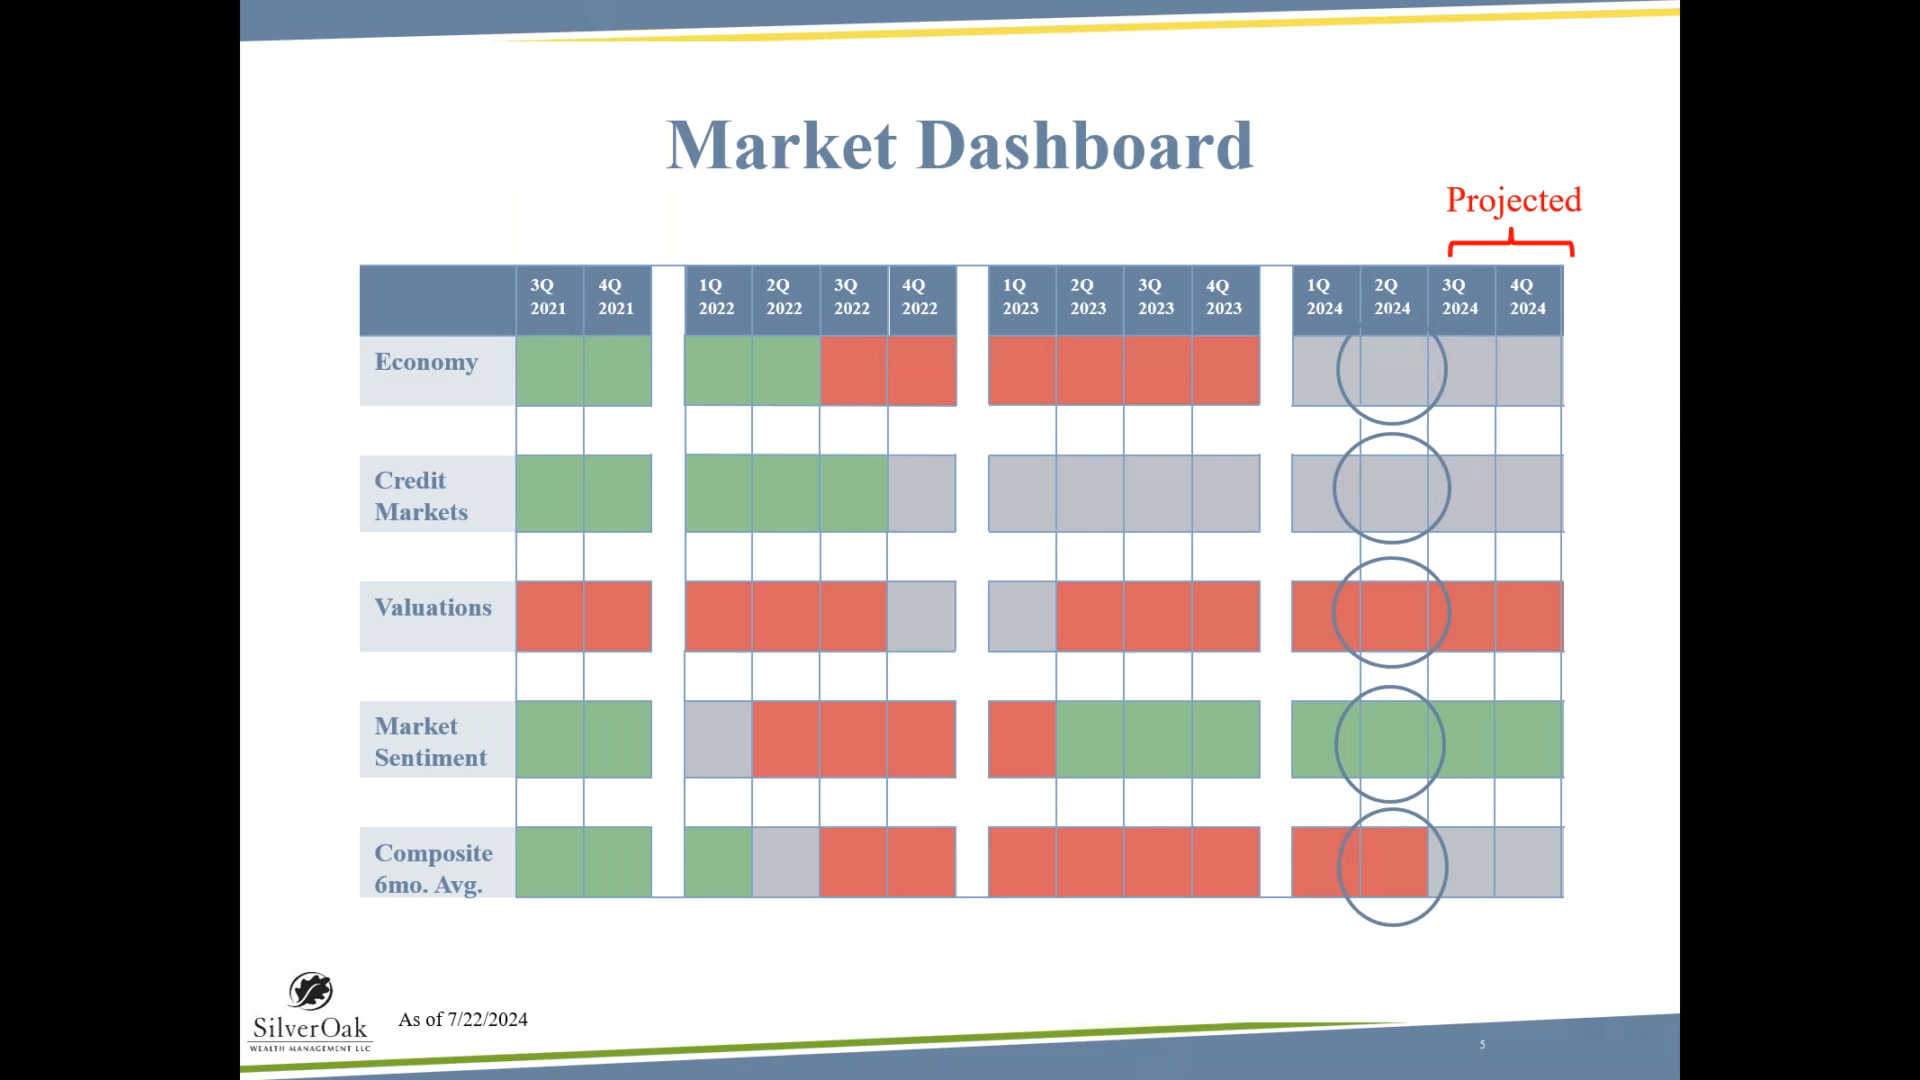 Market Dashboard
Projected
3Q 4Q 1Q 2Q 3Q 4Q 1Q 2Q 3Q 4Q 1Q 2Q 3Q 4Q
2021 2021 2022 2022 2022 2022 2023 2023 2023 2023 2024 2024 2024 2024
Economy
Credit
Markets
Valuations
Market
Sentiment
Composite
6mo. Avg.
SilverOak
WEALTH MANAGEMENT LLC
As of 7/22/2024
5